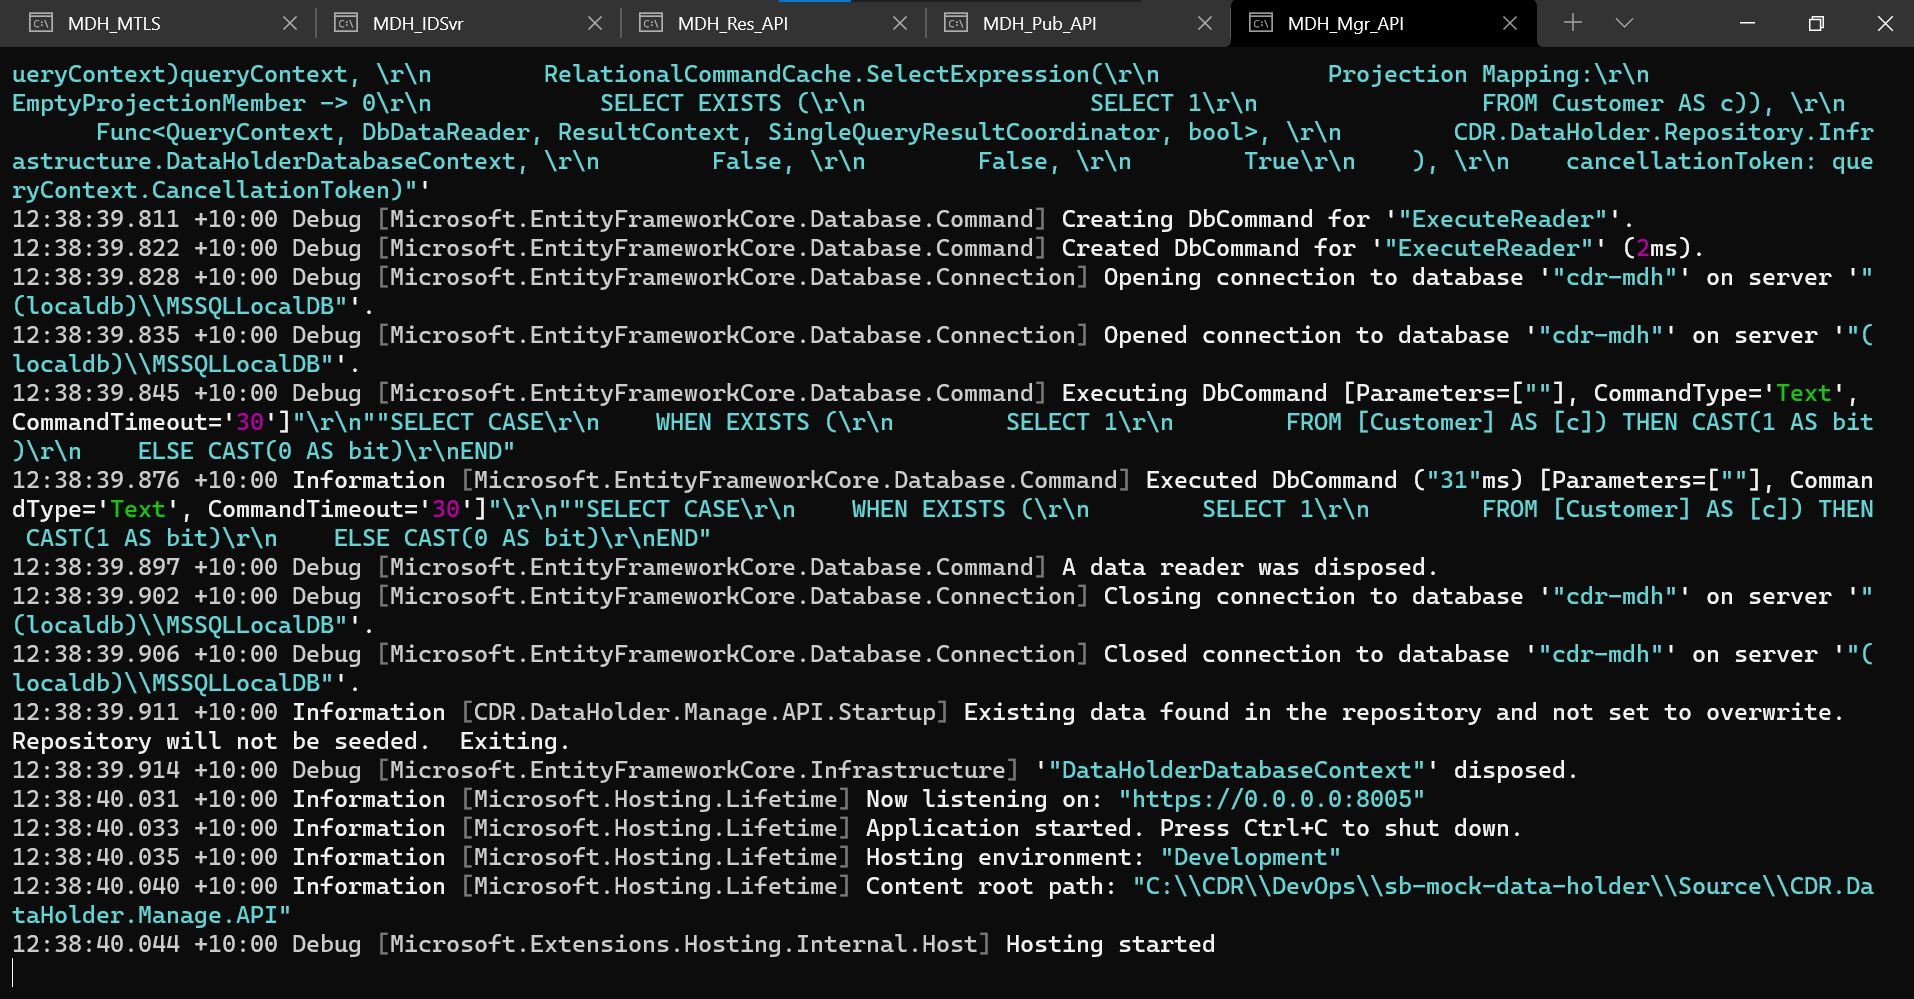 MDH_MTLS MDH_IDSvr MDH_Res_API MDH_Pub_API MDH_Mgr_API
ueryContext)queryContext, \r\n        RelationalCommandCache.SelectExpression(\r\n            Projection Mapping:\r\n
EmptyProjectionMember -> 0\r\n            SELECT EXISTS (\r\n                SELECT 1\r\n                FROM Customer AS c)), \r\n
      Func<QueryContext, DbDataReader, ResultContext, SingleQueryResultCoordinator, bool>, \r\n        CDR.DataHolder.Repository.Infr
astructure.DataHolderDatabaseContext, \r\n        False, \r\n        False, \r\n        True\r\n    ), \r\n    cancellationToken: que
ryContext.CancellationToken)"'
12:38:39.811 +10:00 Debug [Microsoft.EntityFrameworkCore.Database.Command] Creating DbCommand for '"ExecuteReader"'.
12:38:39.822 +10:00 Debug [Microsoft.EntityFrameworkCore.Database.Command] Created DbCommand for '"ExecuteReader"' (2ms).
12:38:39.828 +10:00 Debug [Microsoft.EntityFrameworkCore.Database.Connection] Opening connection to database '"cdr-mdh"' on server '"
(localdb)\\MSSQLLocalDB"'.
12:38:39.835 +10:00 Debug [Microsoft.EntityFrameworkCore.Database.Connection] Opened connection to database '"cdr-mdh"' on server '"(
localdb)\\MSSQLLocalDB"'.
12:38:39.845 +10:00 Debug [Microsoft.EntityFrameworkCore.Database.Command] Executing DbCommand [Parameters=[""], CommandType='Text',
CommandTimeout='30']"\r\n""SELECT CASE\r\n    WHEN EXISTS (\r\n        SELECT 1\r\n        FROM [Customer] AS [c]) THEN CAST(1 AS bit
)\r\n    ELSE CAST(0 AS bit)\r\nEND"
12:38:39.876 +10:00 Information [Microsoft.EntityFrameworkCore.Database.Command] Executed DbCommand ("31"ms) [Parameters=[""], Comman
dType='Text', CommandTimeout='30']"\r\n""SELECT CASE\r\n    WHEN EXISTS (\r\n        SELECT 1\r\n        FROM [Customer] AS [c]) THEN
 CAST(1 AS bit)\r\n    ELSE CAST(0 AS bit)\r\nEND"
12:38:39.897 +10:00 Debug [Microsoft.EntityFrameworkCore.Database.Command] A data reader was disposed.
12:38:39.902 +10:00 Debug [Microsoft.EntityFrameworkCore.Database.Connection] Closing connection to database '"cdr-mdh"' on server '"
(localdb)\\MSSQLLocalDB"'.
12:38:39.906 +10:00 Debug [Microsoft.EntityFrameworkCore.Database.Connection] Closed connection to database '"cdr-mdh"' on server '"(
localdb)\\MSSQLLocalDB"'.
12:38:39.911 +10:00 Information [CDR.DataHolder.Manage.API.Startup] Existing data found in the repository and not set to overwrite.
Repository will not be seeded.  Exiting.
12:38:39.914 +10:00 Debug [Microsoft.EntityFrameworkCore.Infrastructure] '"DataHolderDatabaseContext"' disposed.
12:38:40.031 +10:00 Information [Microsoft.Hosting.Lifetime] Now listening on: "https://0.0.0.0:8005"
12:38:40.033 +10:00 Information [Microsoft.Hosting.Lifetime] Application started. Press Ctrl+C to shut down.
12:38:40.035 +10:00 Information [Microsoft.Hosting.Lifetime] Hosting environment: "Development"
12:38:40.040 +10:00 Information [Microsoft.Hosting.Lifetime] Content root path: "C:\\CDR\\DevOps\\sb-mock-data-holder\\Source\\CDR.Da
taHolder.Manage.API"
12:38:40.044 +10:00 Debug [Microsoft.Extensions.Hosting.Internal.Host] Hosting started